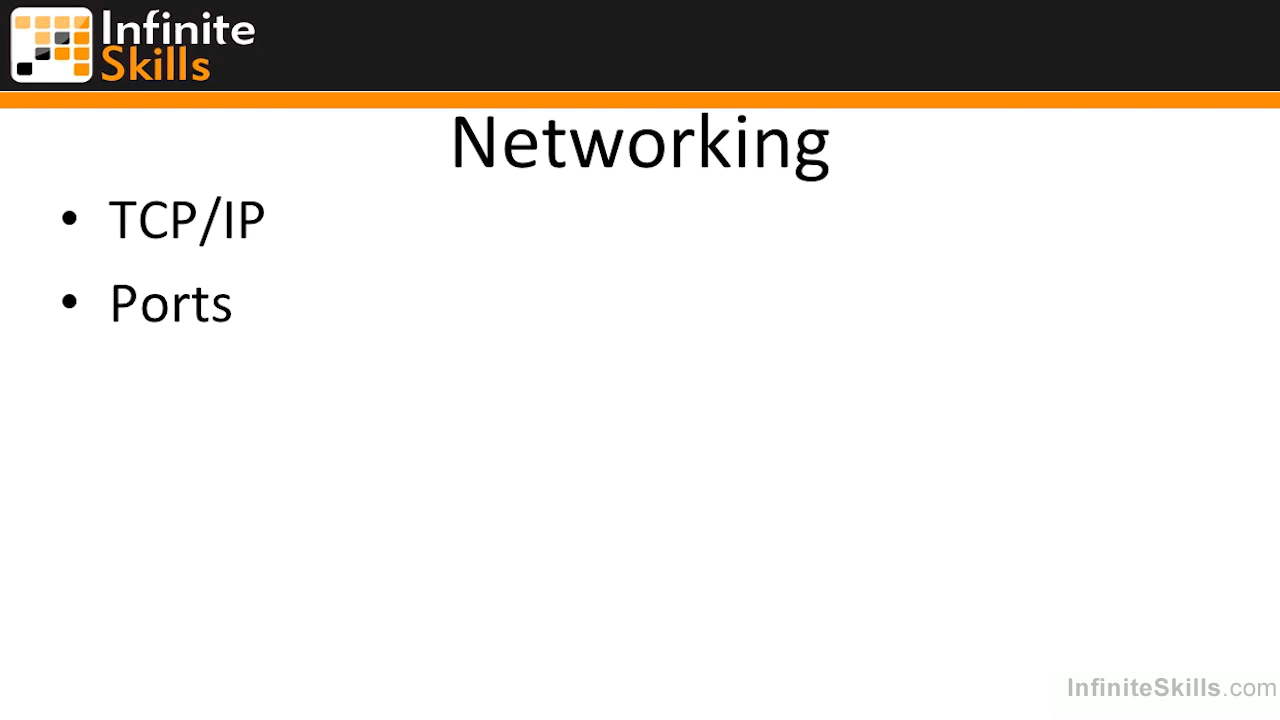 Infinite
Skills
Networking
• TCP/IP
• Ports
InfiniteSkills.com